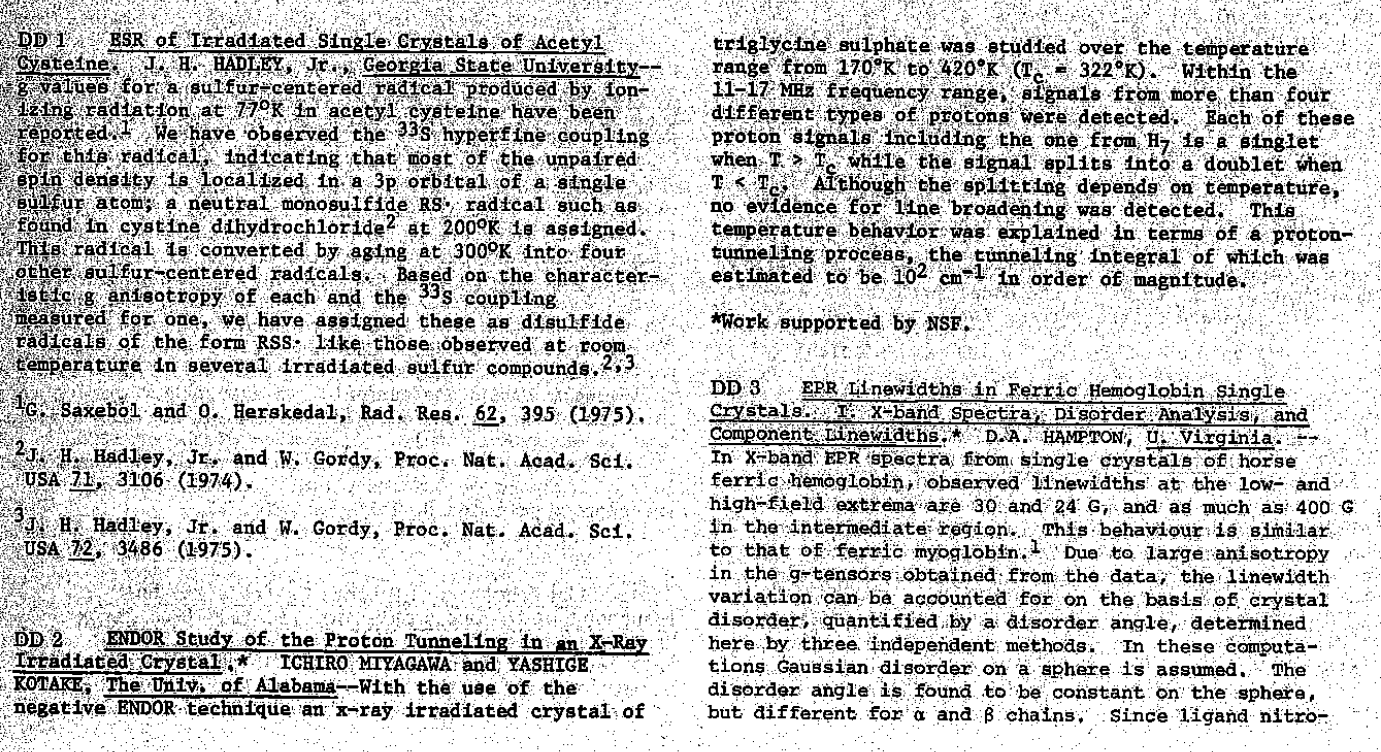 DD 1 ESR of Irradiated Single Crystals of Acetyl
Cysteine. J. H. HADLEY, Jr., Georgia State University--
g values for a sulfur-centered radical produced by ion-
izing radiation at 77°K in acetyl cysteine have been
reported.¹ We have observed the ³³S hyperfine coupling
for this radical, indicating that most of the unpaired
spin density is localized in a 3p orbital of a single
sulfur atom; a neutral monosulfide RS· radical such as
found in cystine dihydrochloride² at 200°K is assigned.
This radical is converted by aging at 300°K into four
other sulfur-centered radicals. Based on the character-
istic g anisotropy of each and the ³³S coupling
measured for one, we have assigned these as disulfide
radicals of the form RSS· like those observed at room
temperature in several irradiated sulfur compounds.²,³
¹G. Saxebol and O. Herskedal, Rad. Res. 62, 395 (1975).
²J. H. Hadley, Jr. and W. Gordy, Proc. Nat. Acad. Sci.
USA 71, 3106 (1974).
³J. H. Hadley, Jr. and W. Gordy, Proc. Nat. Acad. Sci.
USA 72, 3486 (1975).
DD 2 ENDOR Study of the Proton Tunneling in an X-Ray
Irradiated Crystal.* ICHIRO MIYAGAWA and YASHIGE
KOTAKE, The Univ. of Alabama--With the use of the
negative ENDOR technique an x-ray irradiated crystal of
triglycine sulphate was studied over the temperature
range from 170°K to 420°K (T_c = 322°K). Within the
11-17 MHz frequency range, signals from more than four
different types of protons were detected. Each of these
proton signals including the one from H₇ is a singlet
when T > T_c while the signal splits into a doublet when
T < T_c. Although the splitting depends on temperature,
no evidence for line broadening was detected. This
temperature behavior was explained in terms of a proton-
tunneling process, the tunneling integral of which was
estimated to be 10² cm⁻¹ in order of magnitude.
*Work supported by NSF.
DD 3 EPR Linewidths in Ferric Hemoglobin Single
Crystals. I. X-band Spectra, Disorder Analysis, and
Component Linewidths.* D.A. HAMPTON, U. Virginia. --
In X-band EPR spectra from single crystals of horse
ferric hemoglobin, observed linewidths at the low- and
high-field extrema are 30 and 24 G, and as much as 400 G
in the intermediate region. This behaviour is similar
to that of ferric myoglobin.¹ Due to large anisotropy
in the g-tensors obtained from the data, the linewidth
variation can be accounted for on the basis of crystal
disorder, quantified by a disorder angle, determined
here by three independent methods. In these computa-
tions Gaussian disorder on a sphere is assumed. The
disorder angle is found to be constant on the sphere,
but different for α and β chains. Since ligand nitro-